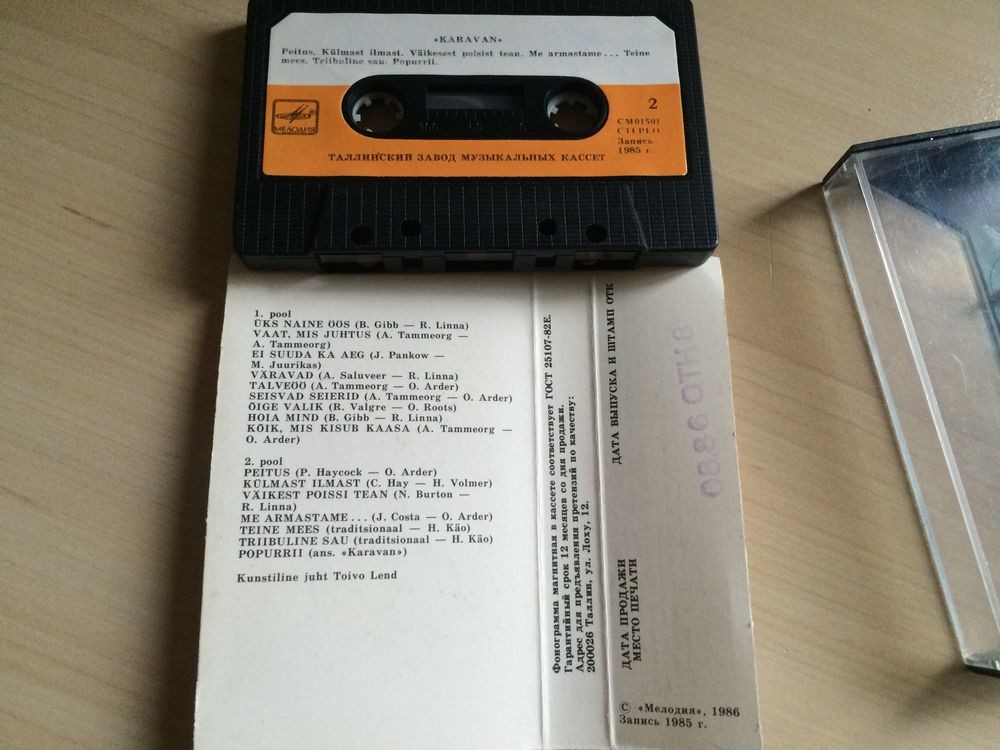 «KARAVAN»
Peitus. Külmast ilmast. Väikesest poisist tean. Me armastame... Teine
mees. Triibuline sau. Popurrii.
МЕЛОДИЯ
100 50 0
2
СМ01501
СТЕРЕО
Запись
1985 г.
ТАЛЛИНСКИЙ ЗАВОД МУЗЫКАЛЬНЫХ КАССЕТ
1. pool
ÜKS NAINE ÖÖS (B. Gibb — R. Linna)
VAAT, MIS JUHTUS (A. Tammeorg —
A. Tammeorg)
EI SUUDA KA AEG (J. Pankow —
M. Juurikas)
VÄRAVAD (A. Saluveer — R. Linna)
TALVEÖÖ (A. Tammeorg — O. Arder)
SEISVAD SEIERID (A. Tammeorg — O. Arder)
ÕIGE VALIK (R. Valgre — O. Roots)
HOIA MIND (B. Gibb — R. Linna)
KÕIK, MIS KISUB KAASA (A. Tammeorg —
O. Arder)
2. pool
PEITUS (P. Haycock — O. Arder)
KÜLMAST ILMAST (C. Hay — H. Volmer)
VÄIKEST POISSI TEAN (N. Burton —
R. Linna)
ME ARMASTAME... (J. Costa — O. Arder)
TEINE MEES (traditsionaal — H. Käo)
TRIIBULINE SAU (traditsionaal — H. Käo)
POPURRII (ans. «Karavan»)
Kunstiline juht Toivo Lend
Фонограмма магнитная в кассете соответствует ГОСТ 25107-82Е.
Гарантийный срок 12 месяцев со дня продажи.
Адрес для предъявления претензий по качеству:
200026 Таллин, ул. Лоху, 12.
ДАТА ВЫПУСКА И ШТАМП ОТК
ДАТА ПРОДАЖИ
МЕСТО ПЕЧАТИ
© «Мелодия», 1986
Запись 1985 г.